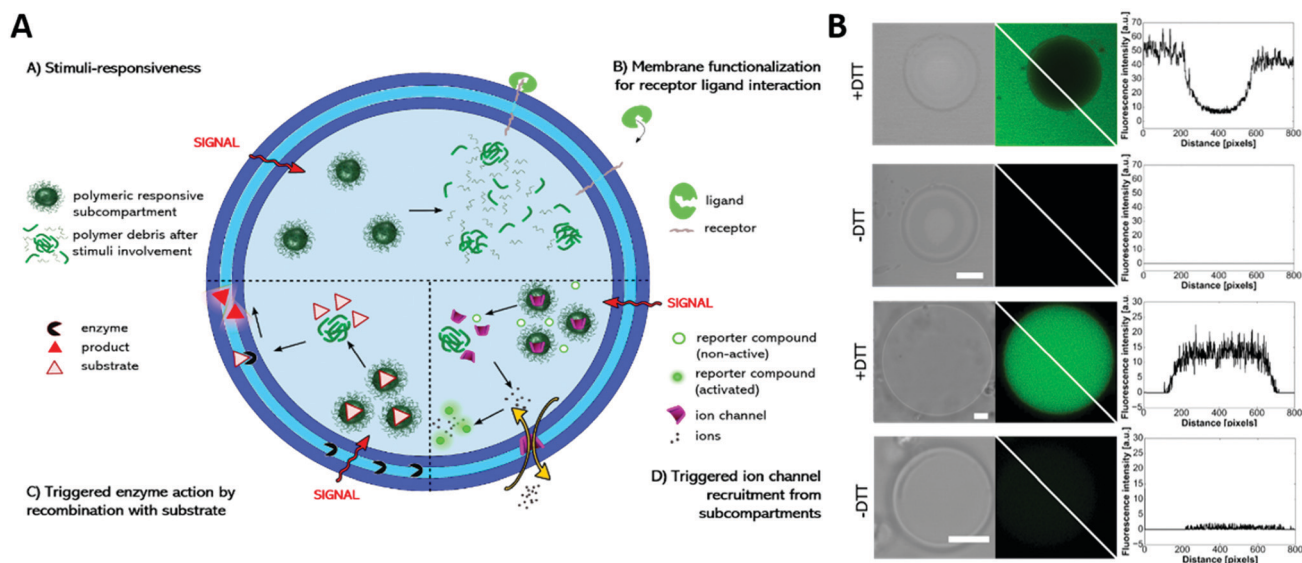 A
A) Stimuli-responsiveness
B) Membrane functionalization
for receptor ligand interaction
SIGNAL
polymeric responsive
subcompartment
polymer debris after
stimuli involvement
ligand
receptor
SIGNAL
enzyme
product
substrate
reporter compound
(non-active)
reporter compound
(activated)
ion channel
ions
SIGNAL
C) Triggered enzyme action by
recombination with substrate
D) Triggered ion channel
recruitment from
subcompartments
B
+DTT
Fluorescence intensity [a.u.]
70
60
50
40
30
20
10
0
0 200 400 600 800
Distance [pixels]
-DTT
Fluorescence intensity [a.u.]
70
60
50
40
30
20
10
0
0 200 400 600 800
Distance [pixels]
+DTT
Fluorescence intensity [a.u.]
30
25
20
15
10
5
0
-5
0 200 400 600 800
Distance [pixels]
-DTT
Fluorescence intensity [a.u.]
30
25
20
15
10
5
0
-5
0 200 400 600 800
Distance [pixels]